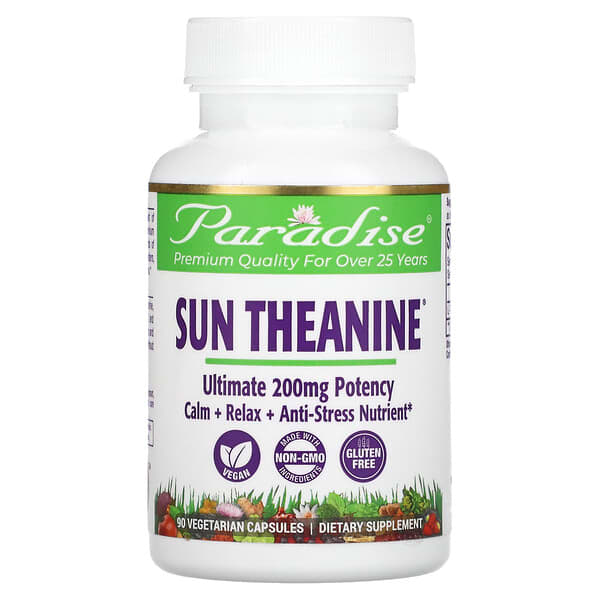 Paradise®
Premium Quality For Over 25 Years
SUN THEANINE®
Ultimate 200mg Potency
Calm + Relax + Anti-Stress Nutrient*
VEGAN
MADE WITH
NON-GMO
INGREDIENTS
GLUTEN
FREE
90 VEGETARIAN CAPSULES | DIETARY SUPPLEMENT